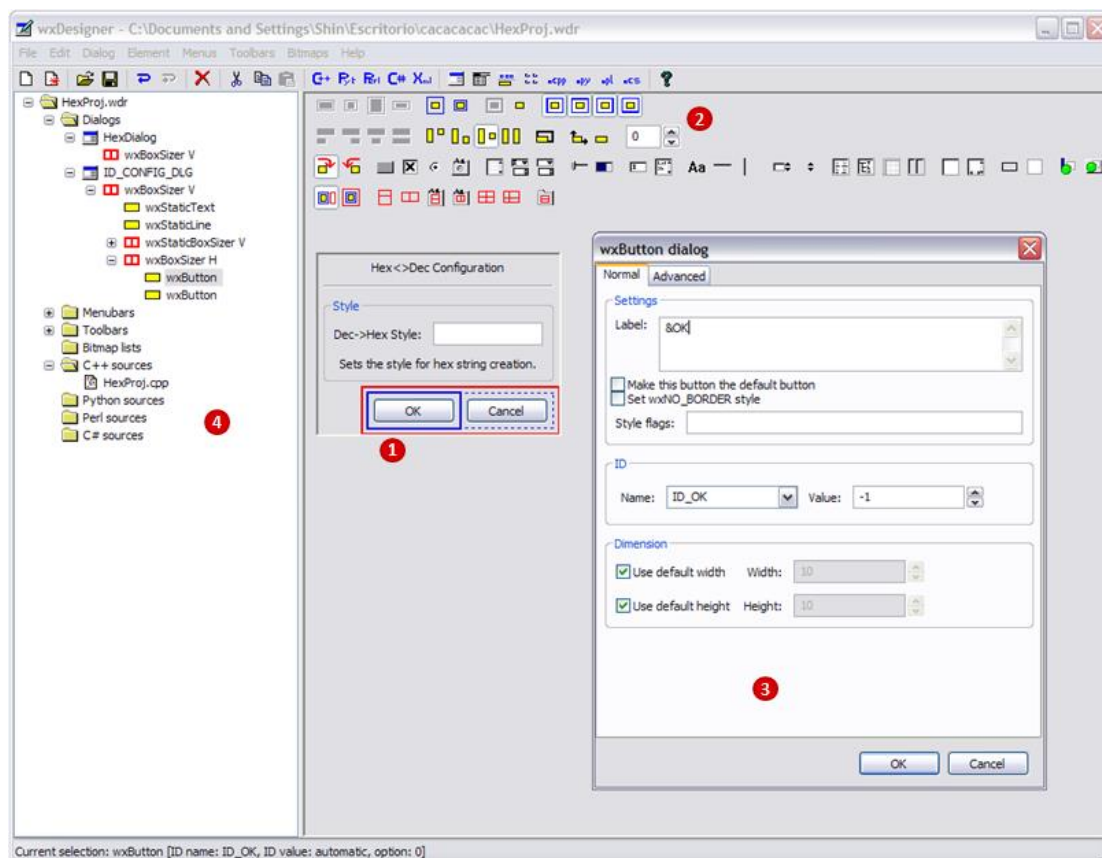 wxDesigner - C:\Documents and Settings\Shin\Escritorio\cacacacac\HexProj.wdr
File Edit Dialog Element Menus Toolbars Bitmaps Help
HexProj.wdr
Dialogs
HexDialog
wxBoxSizer V
ID_CONFIG_DLG
wxBoxSizer V
wxStaticText
wxStaticLine
wxStaticBoxSizer V
wxBoxSizer H
wxButton
wxButton
Menubars
Toolbars
Bitmap lists
C++ sources
HexProj.cpp
Python sources
Perl sources
C# sources
4
0
2
Aa
Hex<>Dec Configuration
Style
Dec->Hex Style:
Sets the style for hex string creation.
OK Cancel
1
wxButton dialog
Normal Advanced
Settings
Label: &OK
Make this button the default button
Set wxNO_BORDER style
Style flags:
ID
Name: ID_OK Value: -1
Dimension
Use default width Width: 10
Use default height Height: 10
3
OK Cancel
Current selection: wxButton [ID name: ID_OK, ID value: automatic, option: 0]